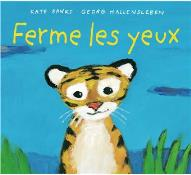 KATE BANKS GEORG HALLENSLEBEN
Ferme les yeux